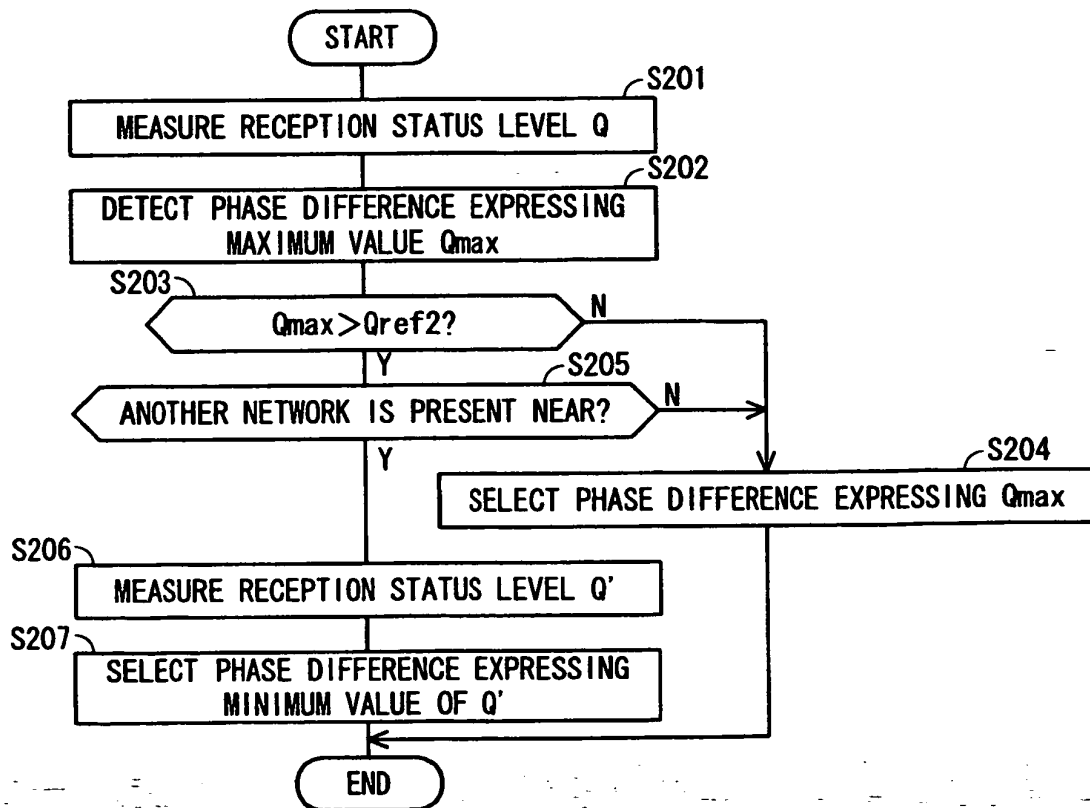 START
S201
MEASURE RECEPTION STATUS LEVEL Q
S202
DETECT PHASE DIFFERENCE EXPRESSING
MAXIMUM VALUE Qmax
S203
Qmax>Qref2?
N
Y
S205
ANOTHER NETWORK IS PRESENT NEAR?
N
Y
S204
SELECT PHASE DIFFERENCE EXPRESSING Qmax
S206
MEASURE RECEPTION STATUS LEVEL Q'
S207
SELECT PHASE DIFFERENCE EXPRESSING
MINIMUM VALUE OF Q'
END